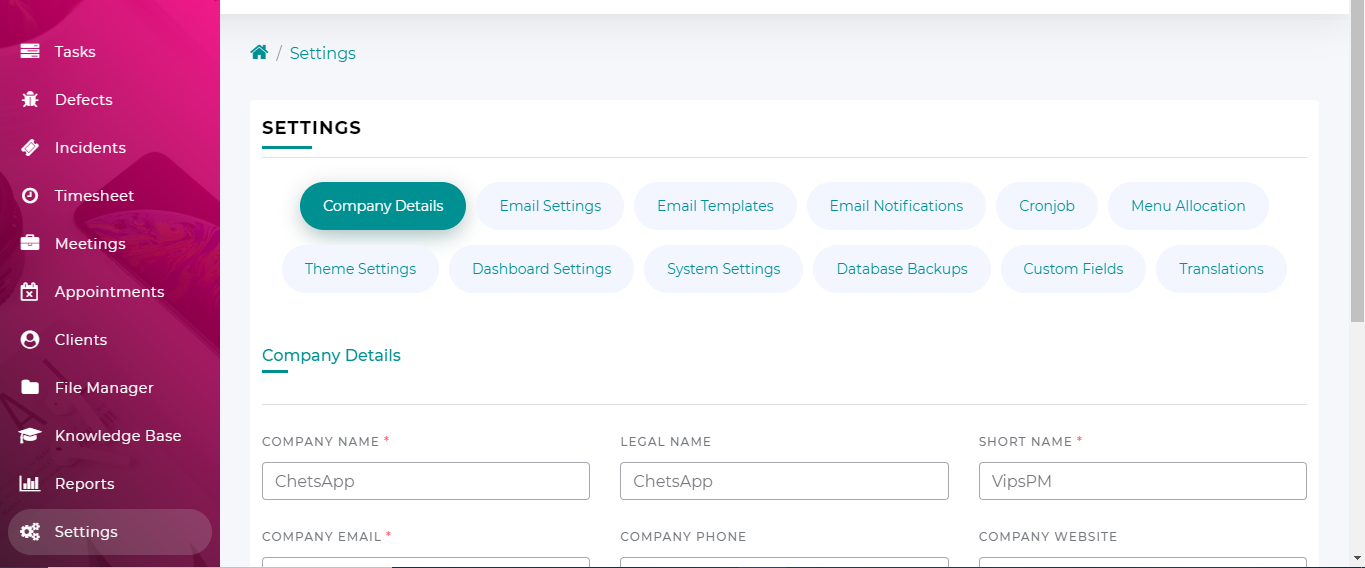 Tasks
Defects
Incidents
Timesheet
Meetings
Appointments
Clients
File Manager
Knowledge Base
Reports
Settings
/ Settings
SETTINGS
Company Details Email Settings Email Templates Email Notifications Cronjob Menu Allocation
Theme Settings Dashboard Settings System Settings Database Backups Custom Fields Translations
Company Details
COMPANY NAME * LEGAL NAME SHORT NAME *
ChetsApp ChetsApp VipsPM
COMPANY EMAIL * COMPANY PHONE COMPANY WEBSITE